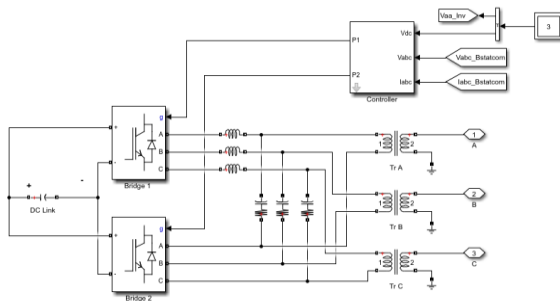 Vaa_Inv
3
P1
Vdc
Vabc_Bstatcom
Vabc
P2
Iabc_Bstatcom
Iabc
Controller
g
+
A
1
2
1
B
A
-
C
Tr A
Bridge 1
+
-
1
2
2
B
DC Link
Tr B
g
+
A
B
1
2
3
-
C
C
Bridge 2
Tr C